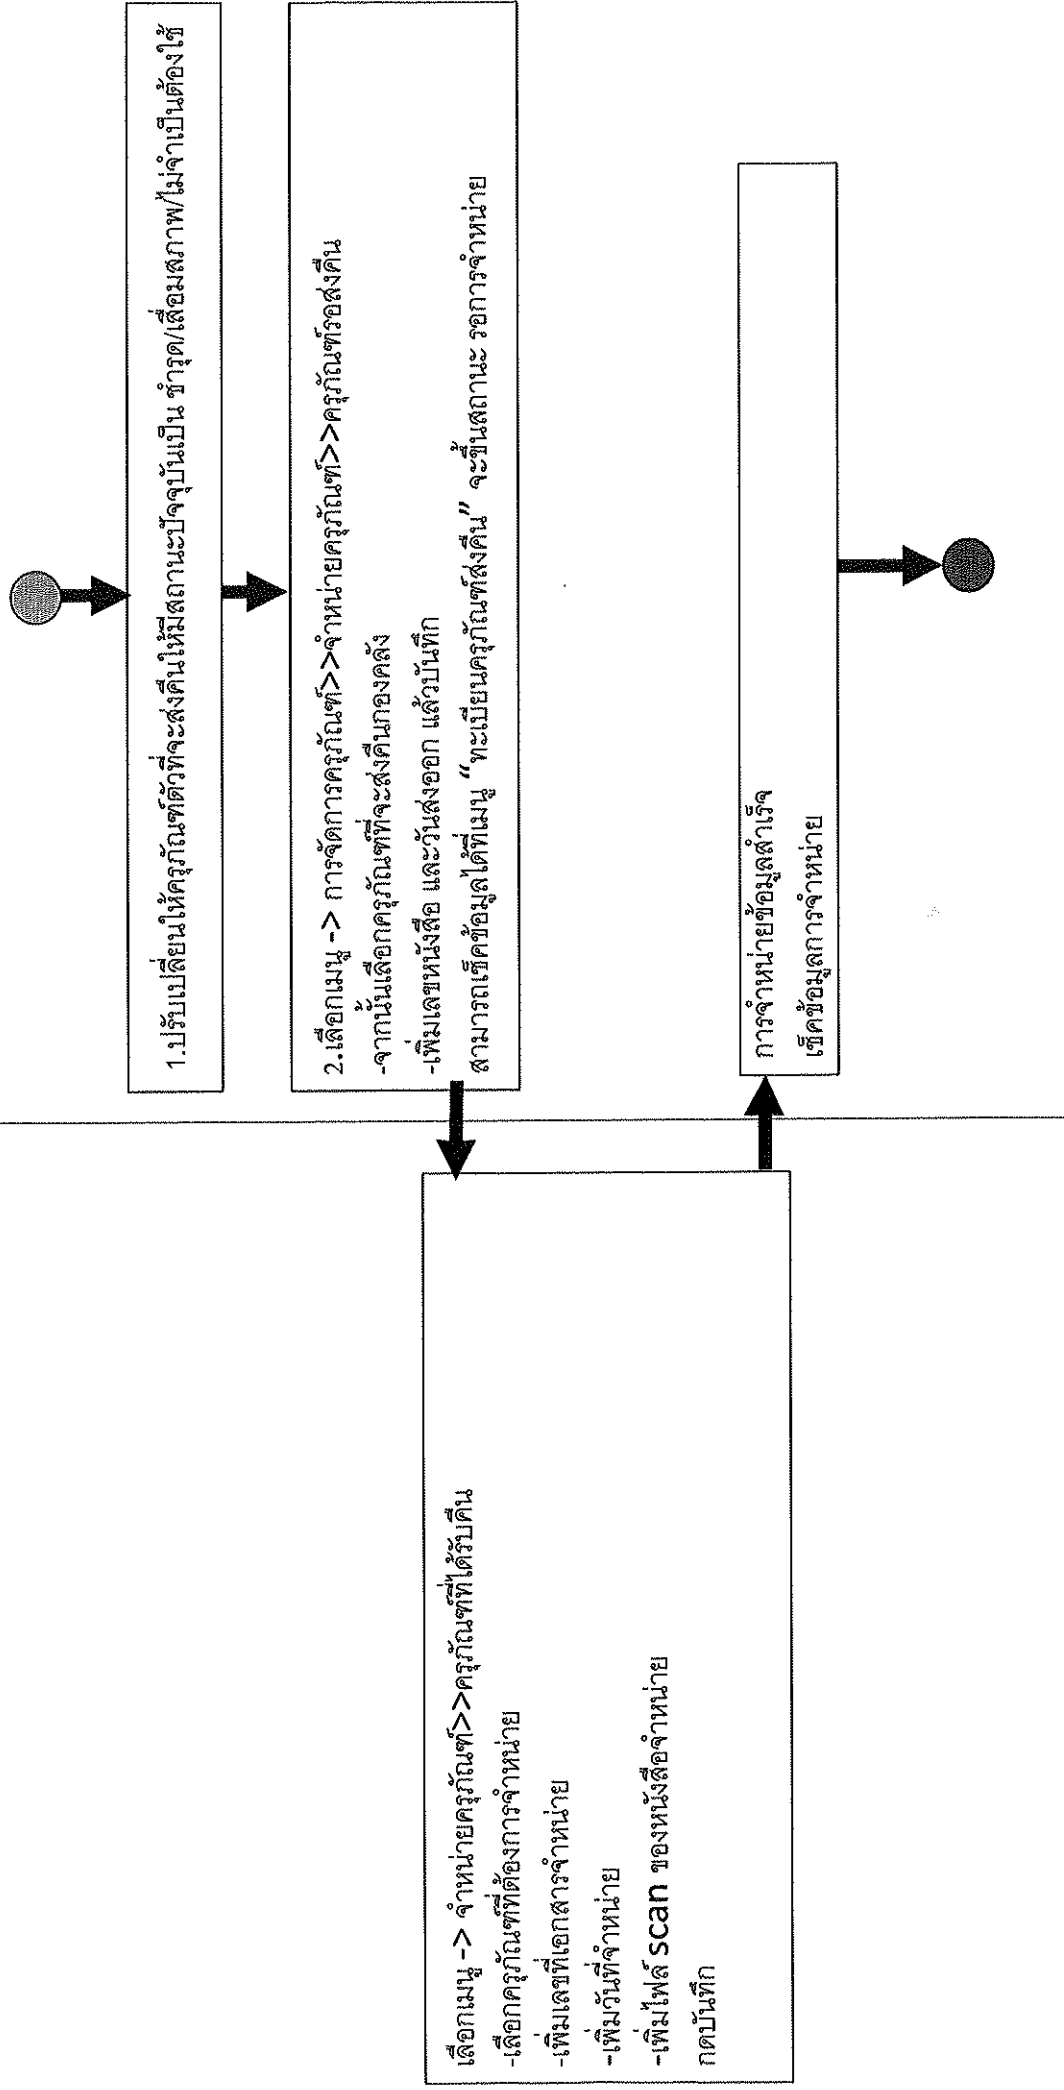 1.ปรับเปลี่ยนให้ครุภัณฑ์ตัวที่จะส่งคืนให้มีสถานะปัจจุบันเป็น ชำรุด/เสื่อมสภาพ/ไม่จำเป็นต้องใช้
2.เลือกเมนู -> การจัดการครุภัณฑ์>>จำหน่ายครุภัณฑ์>>ครุภัณฑ์รอส่งคืน
-จากนั้นเลือกครุภัณฑ์ที่จะส่งคืนกองคลัง
-เพิ่มเลขหนังสือ และวันส่งออก แล้วบันทึก
สามารถเช็คข้อมูลได้ที่เมนู “ทะเบียนครุภัณฑ์ส่งคืน” จะขึ้นสถานะ รอการจำหน่าย
เลือกเมนู -> จำหน่ายครุภัณฑ์>>ครุภัณฑ์ที่ได้รับคืน
-เลือกครุภัณฑ์ที่ต้องการจำหน่าย
-เพิ่มเลขที่เอกสารจำหน่าย
-เพิ่มวันที่จำหน่าย
-เพิ่มไฟล์ scan ของหนังสือจำหน่าย
กดบันทึก
การจำหน่ายข้อมูลสำเร็จ
เช็คข้อมูลการจำหน่าย